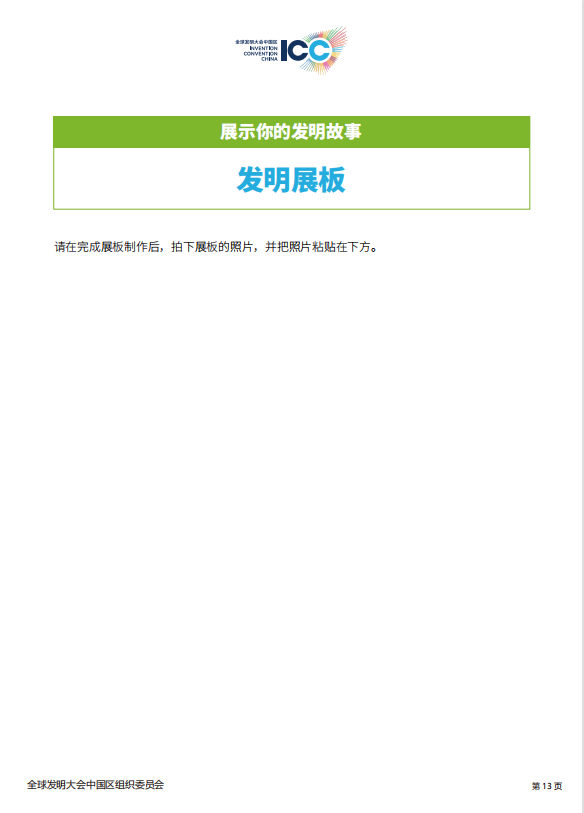 全球发明大会中国区
INVENTION
CONVENTION
CHINA
ICC
展示你的发明故事
发明展板
请在完成展板制作后，拍下展板的照片，并把照片粘贴在下方。
全球发明大会中国区组织委员会
第 13 页